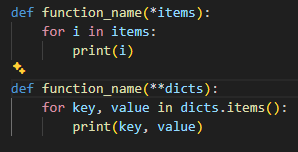 def function_name(*items):
    for i in items:
        print(i)
def function_name(**dicts):
    for key, value in dicts.items():
        print(key, value)